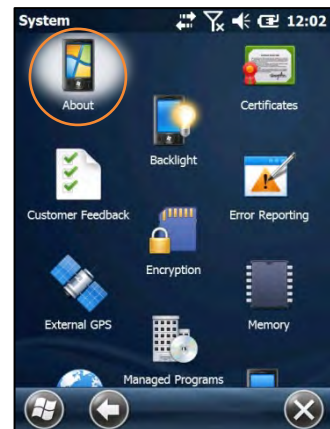 System 12:02
About
Certificates
Backlight
Customer Feedback
Error Reporting
Encryption
External GPS
Memory
Managed Programs